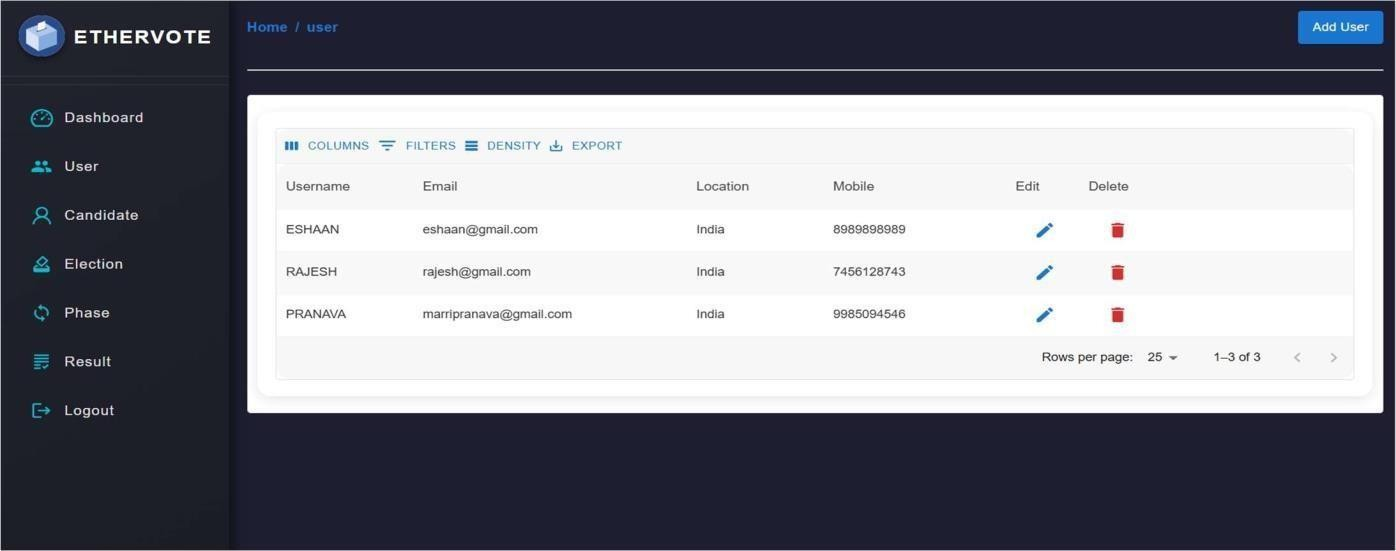 ETHERVOTE
Dashboard
User
Candidate
Election
Phase
Result
Logout
Home / user
Add User
COLUMNS FILTERS DENSITY EXPORT
Username Email Location Mobile Edit Delete
ESHAAN eshaan@gmail.com India 8989898989
RAJESH rajesh@gmail.com India 7456128743
PRANAVA marripranava@gmail.com India 9985094546
Rows per page: 25 1–3 of 3